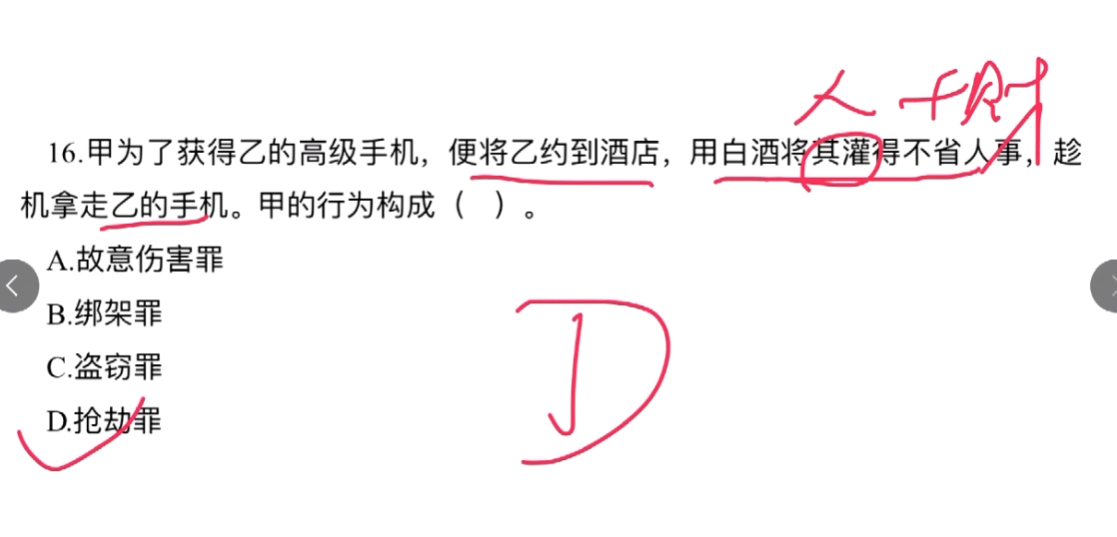 人 + 财
16.甲为了获得乙的高级手机，便将乙约到酒店，用白酒将其灌得不省人事，趁
机拿走乙的手机。甲的行为构成（ ）。
A.故意伤害罪
B.绑架罪
C.盗窃罪
D.抢劫罪
D